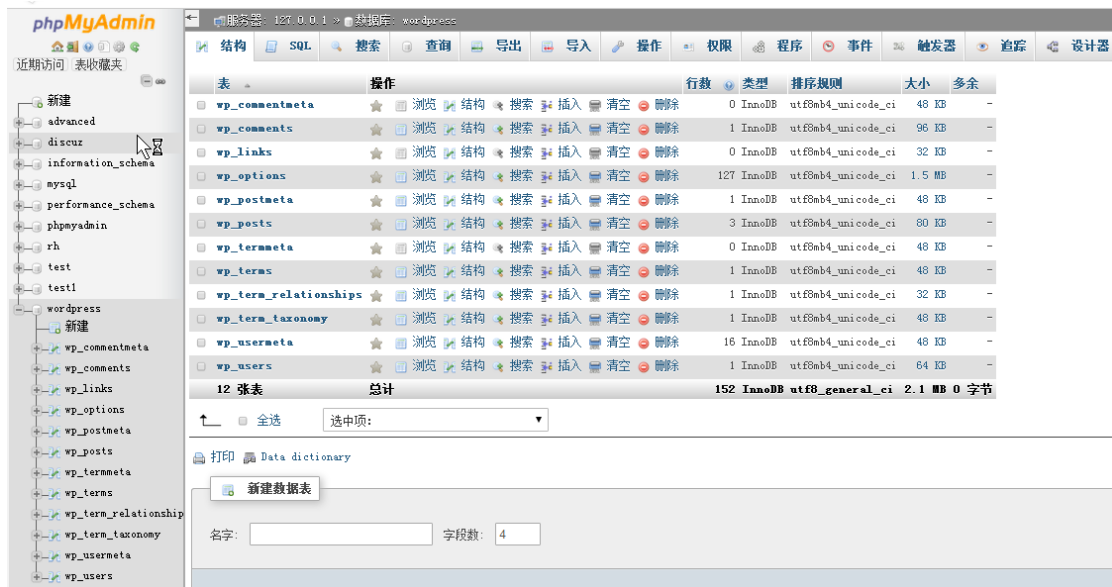 phpMyAdmin
近期访问 表收藏夹
新建
advanced
discuz
information_schema
mysql
performance_schema
phpmyadmin
rh
test
test1
wordpress
新建
wp_commentmeta
wp_comments
wp_links
wp_options
wp_postmeta
wp_posts
wp_termmeta
wp_terms
wp_term_relationship
wp_term_taxonomy
wp_usermeta
wp_users
服务器: 127.0.0.1 » 数据库: wordpress
结构 SQL 搜索 查询 导出 导入 操作 权限 程序 事件 触发器 追踪 设计器
表 操作 行数 类型 排序规则 大小 多余
wp_commentmeta 浏览 结构 搜索 插入 清空 删除 0 InnoDB utf8mb4_unicode_ci 48 KB -
wp_comments 浏览 结构 搜索 插入 清空 删除 1 InnoDB utf8mb4_unicode_ci 96 KB -
wp_links 浏览 结构 搜索 插入 清空 删除 0 InnoDB utf8mb4_unicode_ci 32 KB -
wp_options 浏览 结构 搜索 插入 清空 删除 127 InnoDB utf8mb4_unicode_ci 1.5 MB -
wp_postmeta 浏览 结构 搜索 插入 清空 删除 1 InnoDB utf8mb4_unicode_ci 48 KB -
wp_posts 浏览 结构 搜索 插入 清空 删除 3 InnoDB utf8mb4_unicode_ci 80 KB -
wp_termmeta 浏览 结构 搜索 插入 清空 删除 0 InnoDB utf8mb4_unicode_ci 48 KB -
wp_terms 浏览 结构 搜索 插入 清空 删除 1 InnoDB utf8mb4_unicode_ci 48 KB -
wp_term_relationships 浏览 结构 搜索 插入 清空 删除 1 InnoDB utf8mb4_unicode_ci 32 KB -
wp_term_taxonomy 浏览 结构 搜索 插入 清空 删除 1 InnoDB utf8mb4_unicode_ci 48 KB -
wp_usermeta 浏览 结构 搜索 插入 清空 删除 16 InnoDB utf8mb4_unicode_ci 48 KB -
wp_users 浏览 结构 搜索 插入 清空 删除 1 InnoDB utf8mb4_unicode_ci 64 KB -
12 张表 总计 152 InnoDB utf8_general_ci 2.1 MB 0 字节
全选 选中项:
打印 Data dictionary
新建数据表
名字: 字段数: 4